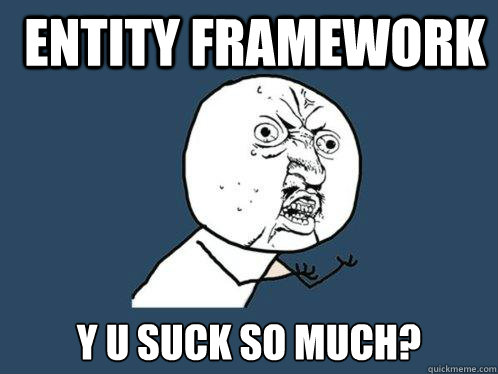 ENTITY FRAMEWORK
Y U SUCK SO MUCH?
quickmeme.com